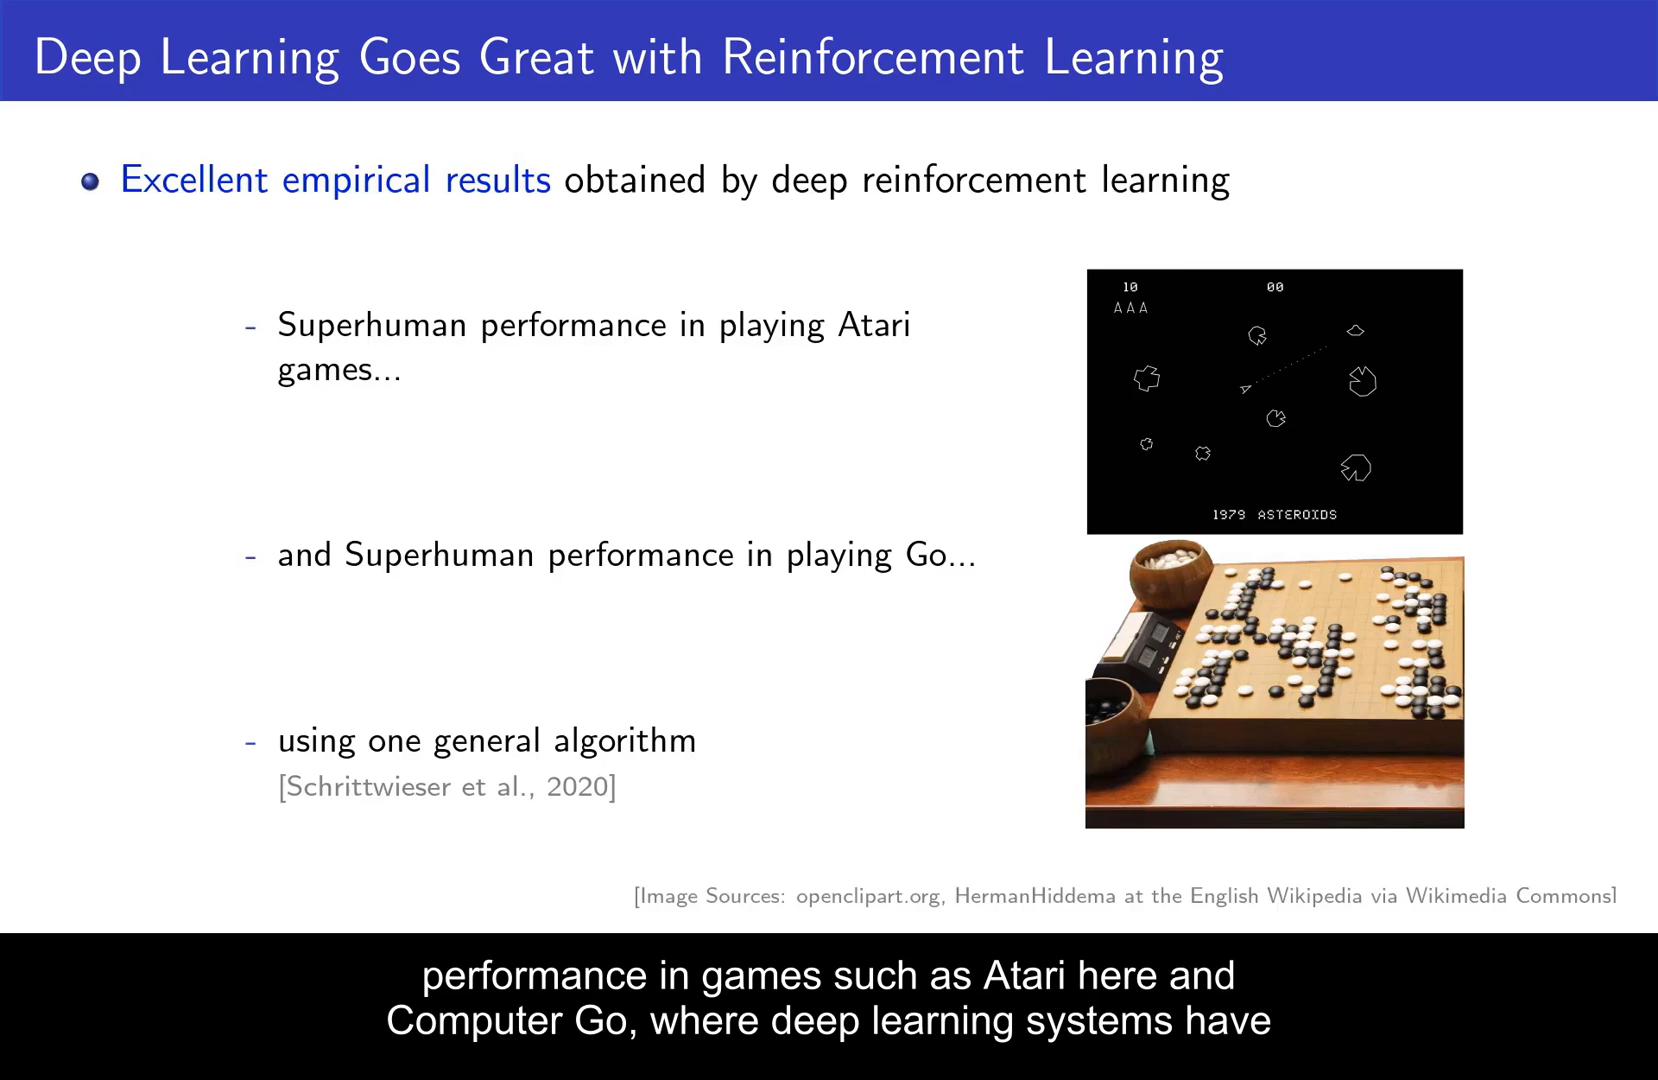 Deep Learning Goes Great with Reinforcement Learning
Excellent empirical results obtained by deep reinforcement learning
- Superhuman performance in playing Atari
games...
10 00
AAA
1979 ASTEROIDS
- and Superhuman performance in playing Go...
- using one general algorithm
[Schrittwieser et al., 2020]
[Image Sources: openclipart.org, HermanHiddema at the English Wikipedia via Wikimedia Commons]
performance in games such as Atari here and
Computer Go, where deep learning systems have